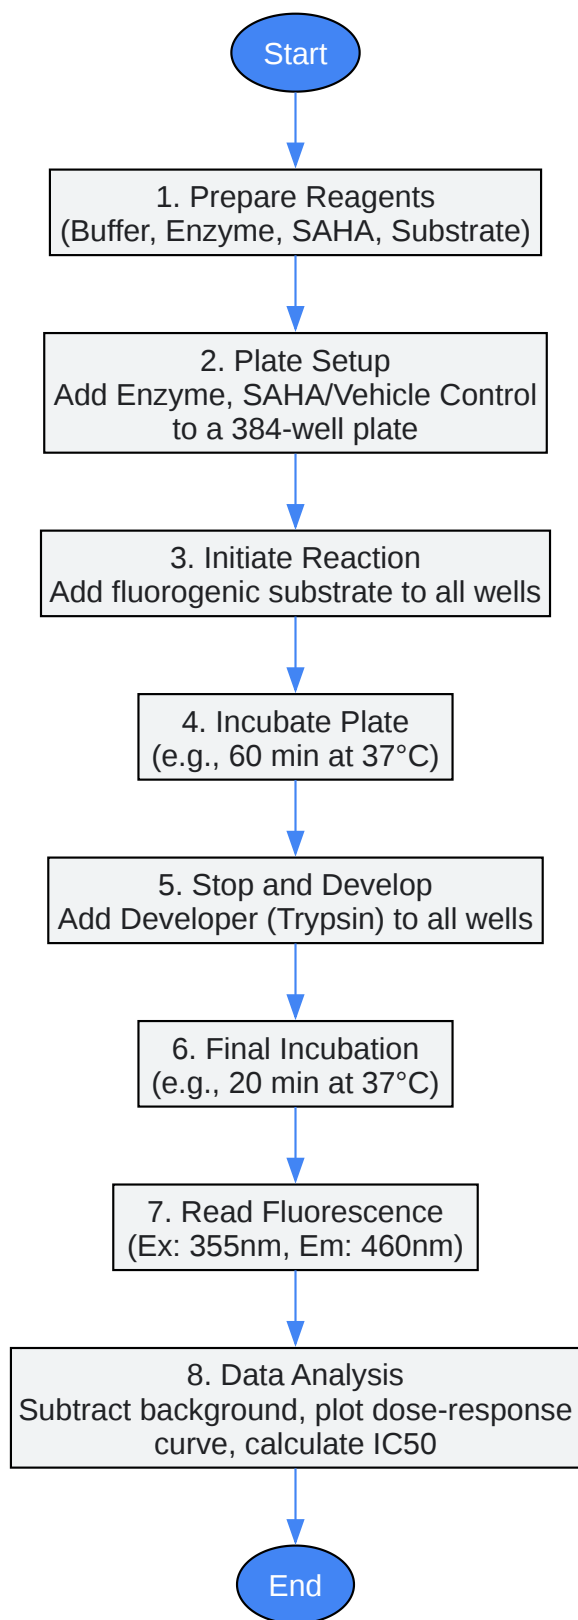 Start
1. Prepare Reagents
(Buffer, Enzyme, SAHA, Substrate)
2. Plate Setup
Add Enzyme, SAHA/Vehicle Control
to a 384-well plate
3. Initiate Reaction
Add fluorogenic substrate to all wells
4. Incubate Plate
(e.g., 60 min at 37°C)
5. Stop and Develop
Add Developer (Trypsin) to all wells
6. Final Incubation
(e.g., 20 min at 37°C)
7. Read Fluorescence
(Ex: 355nm, Em: 460nm)
8. Data Analysis
Subtract background, plot dose-response
curve, calculate IC50
End